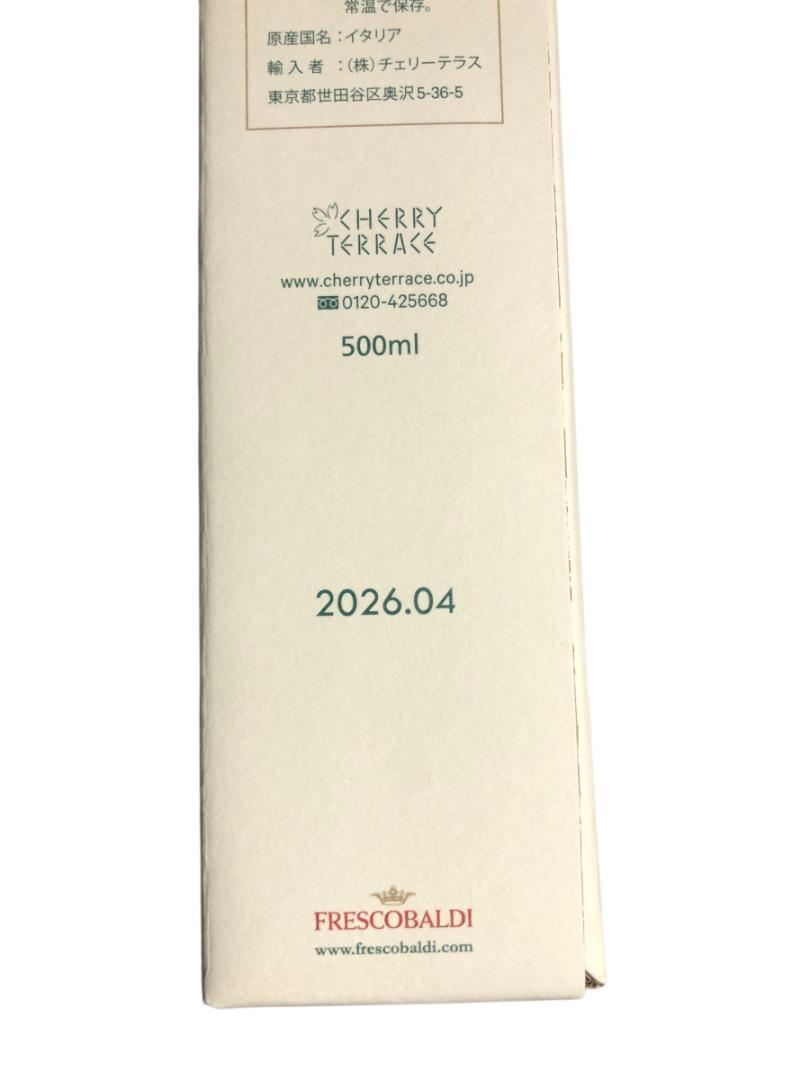 常温で保存。
原産国名：イタリア
輸入者：(株)チェリーテラス
東京都世田谷区奥沢5-36-5
CHERRY
TERRACE
www.cherryterrace.co.jp
0120-425668
500ml
2026.04
FRESCOBALDI
www.frescobaldi.com